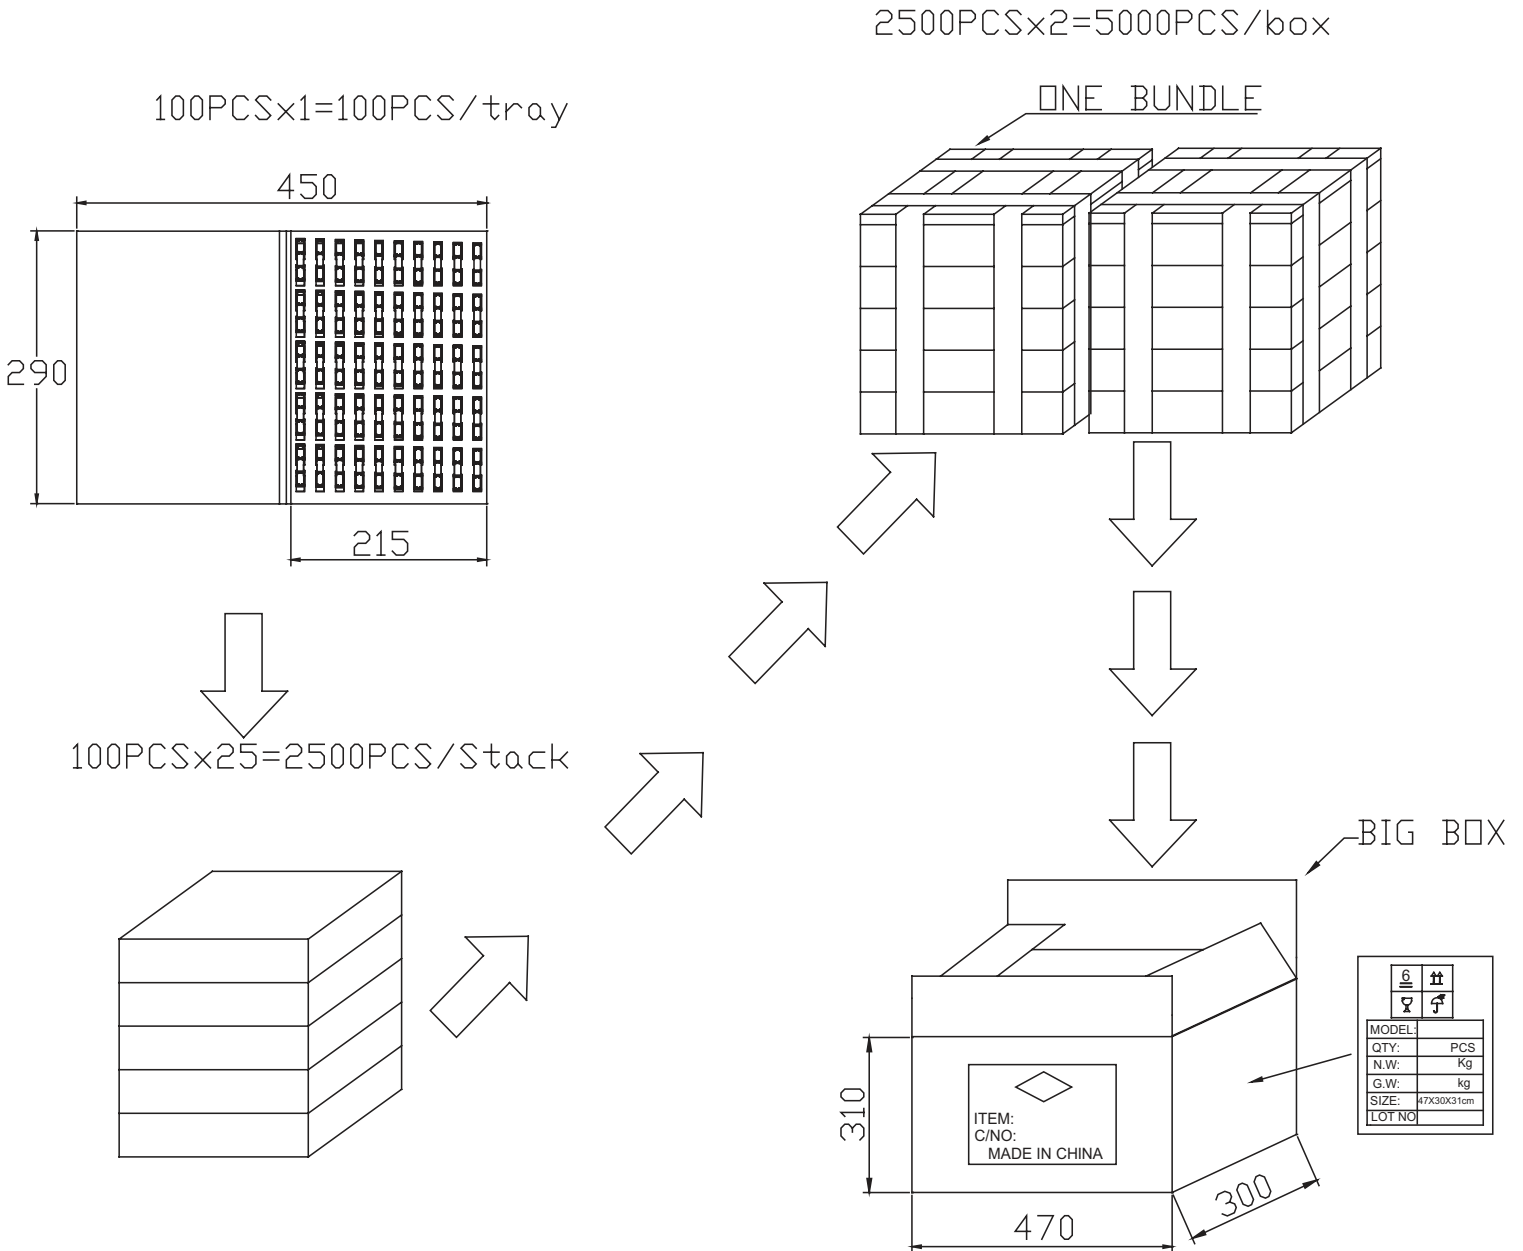 2500PCSx2=5000PCS/box
ONE BUNDLE
100PCSx1=100PCS/tray
450
290
215
100PCSx25=2500PCS/Stack
BIG BOX
6
MODEL:
QTY: PCS
N.W: Kg
G.W: kg
SIZE: 47X30X31cm
LOT NO
310
ITEM:
C/NO:
MADE IN CHINA
300
470